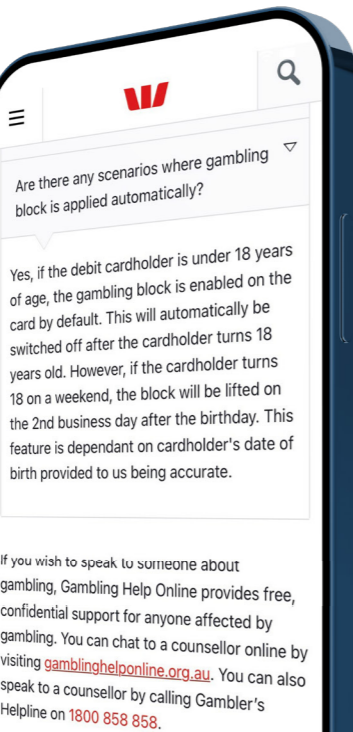 Are there any scenarios where gambling
block is applied automatically?
Yes, if the debit cardholder is under 18 years
of age, the gambling block is enabled on the
card by default. This will automatically be
switched off after the cardholder turns 18
years old. However, if the cardholder turns
18 on a weekend, the block will be lifted on
the 2nd business day after the birthday. This
feature is dependant on cardholder's date of
birth provided to us being accurate.
If you wish to speak to someone about
gambling, Gambling Help Online provides free,
confidential support for anyone affected by
gambling. You can chat to a counsellor online by
visiting gamblinghelponline.org.au. You can also
speak to a counsellor by calling Gambler's
Helpline on 1800 858 858.